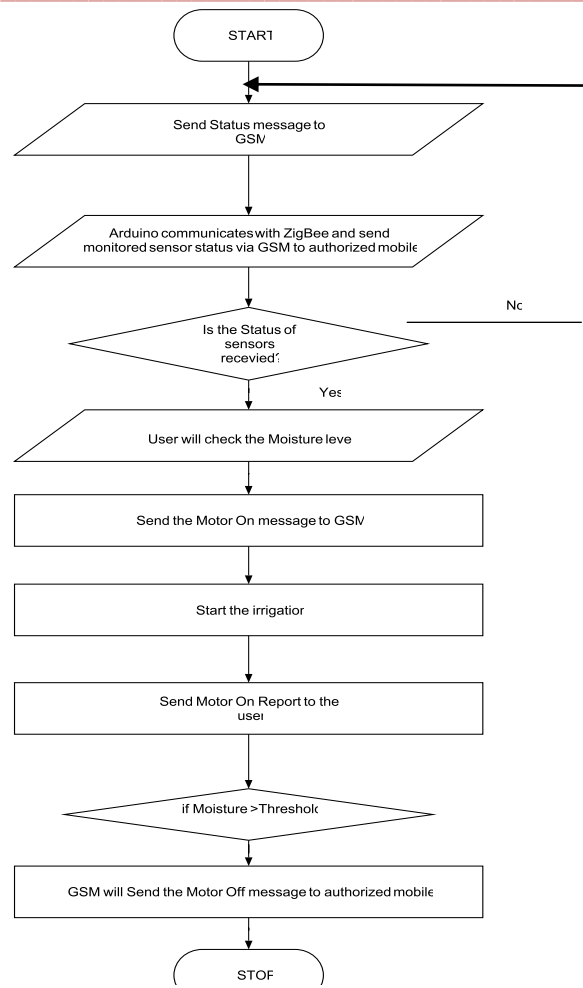 START
Send Status message to
GSM
Arduino communicates with ZigBee and send
monitored sensor status via GSM to authorized mobile
Is the Status of
sensors
recevied?
No
Yes
User will check the Moisture leve
Send the Motor On message to GSM
Start the irrigation
Send Motor On Report to the
user
if Moisture >Threshold
GSM will Send the Motor Off message to authorized mobile
STOP